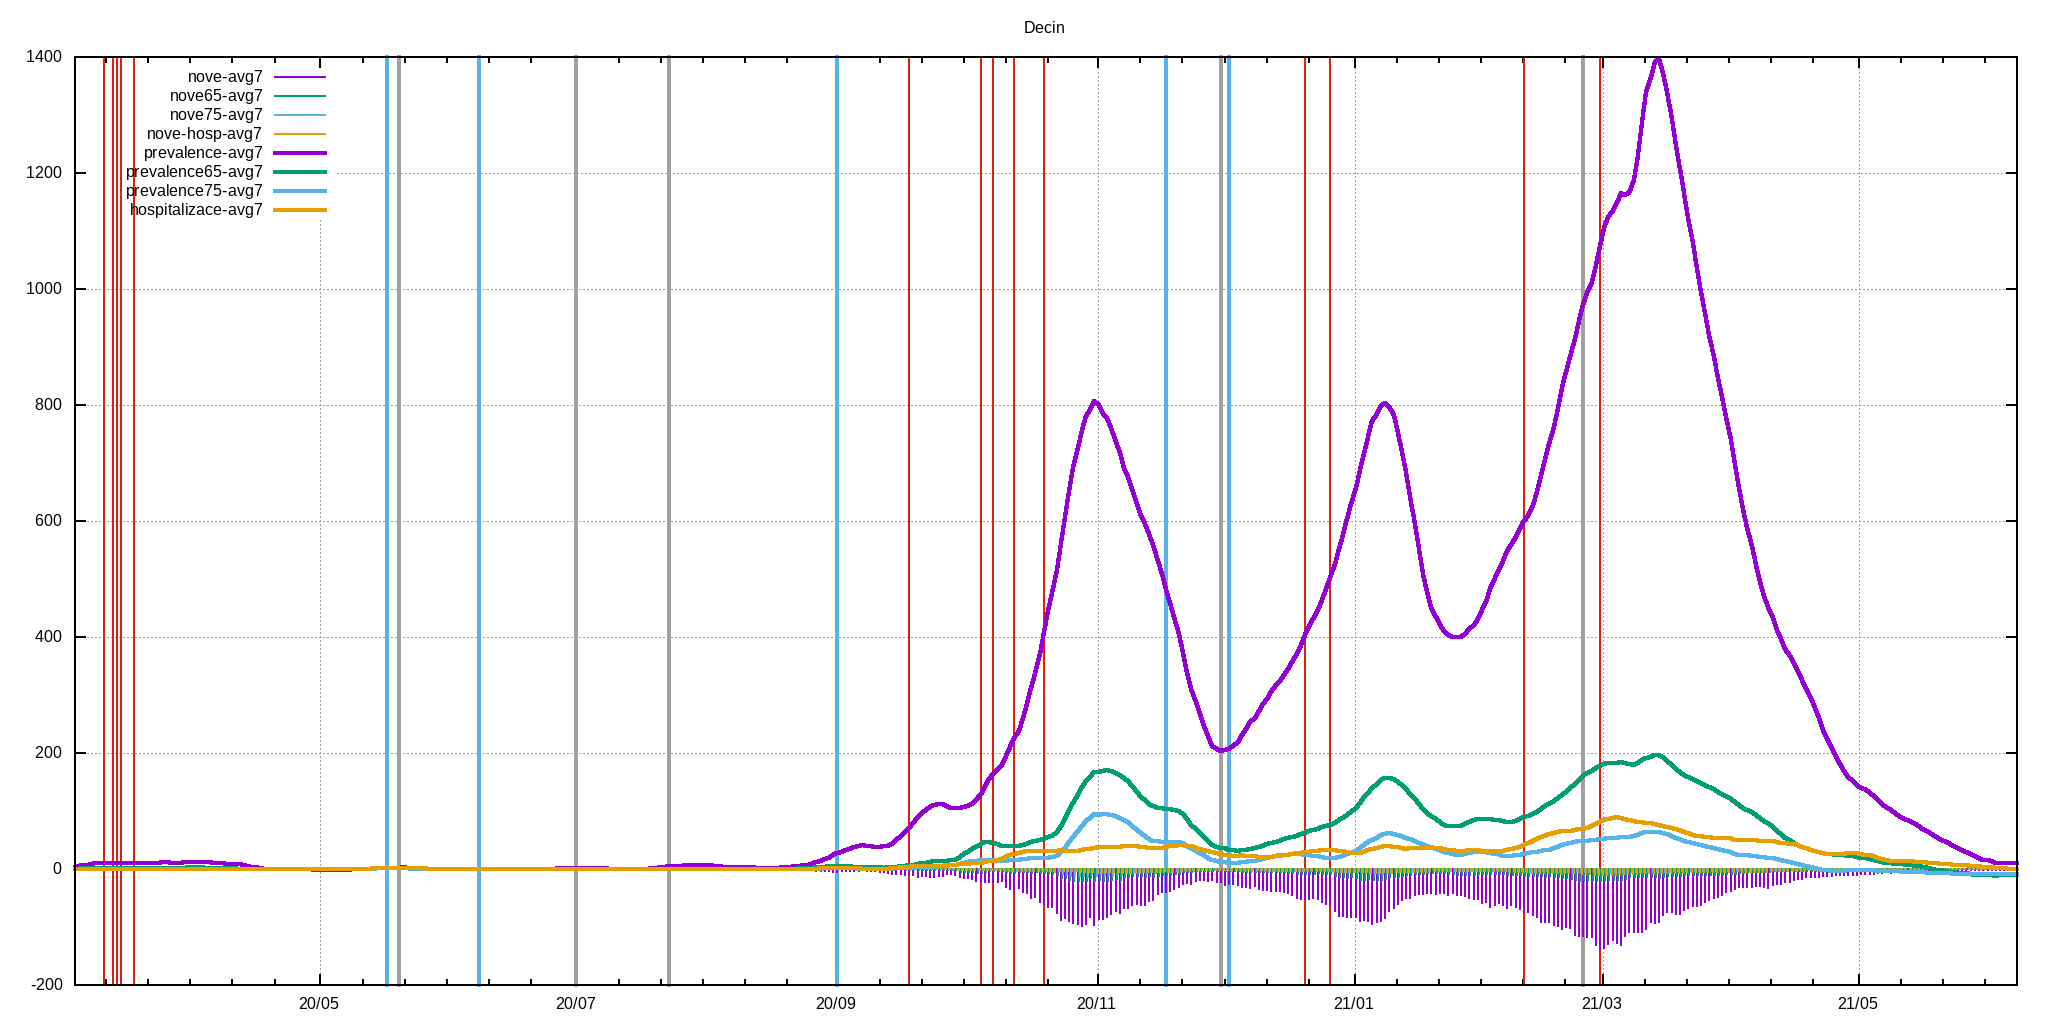 Decin
1400
nove-avg7
nove65-avg7
nove75-avg7
nove-hosp-avg7
prevalence-avg7
prevalence65-avg7
prevalence75-avg7
hospitalizace-avg7
1200
1000
800
600
400
200
0
-200
20/05 20/07 20/09 20/11 21/01 21/03 21/05